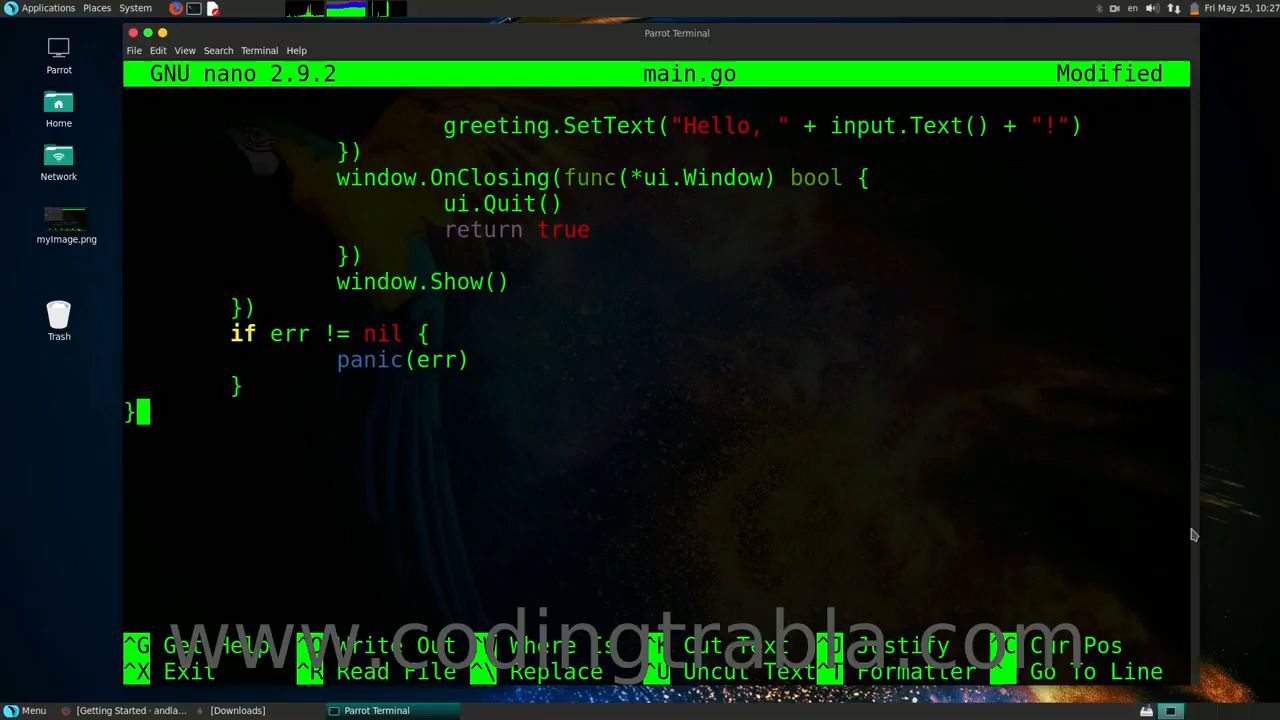 Applications Places System en Fri May 25, 10:27
Parrot Terminal
File Edit View Search Terminal Help
GNU nano 2.9.2 main.go Modified
greeting.SetText("Hello, " + input.Text() + "!")
})
window.OnClosing(func(*ui.Window) bool {
ui.Quit()
return true
})
window.Show()
})
if err != nil {
panic(err)
}
}
Parrot
Home
Network
myImage.png
Trash
www.codingtrabla.com
^G Get Help ^O Write Out ^W Where Is ^K Cut Text ^J Justify ^C Cur Pos
^X Exit ^R Read File ^\ Replace ^U Uncut Text ^T Formatter ^_ Go To Line
Menu [Getting Started - andla... [Downloads] Parrot Terminal